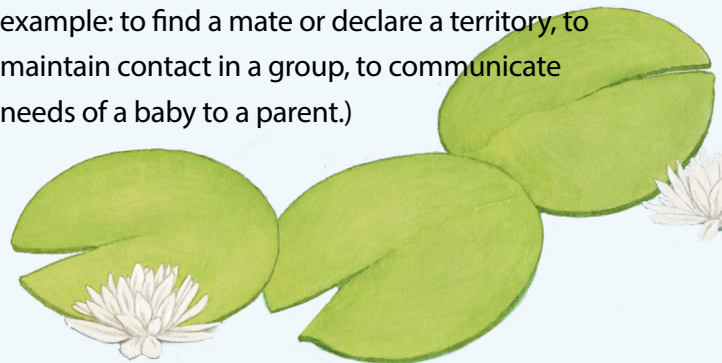 example: to find a mate or declare a territory, to
maintain contact in a group, to communicate
needs of a baby to a parent.)